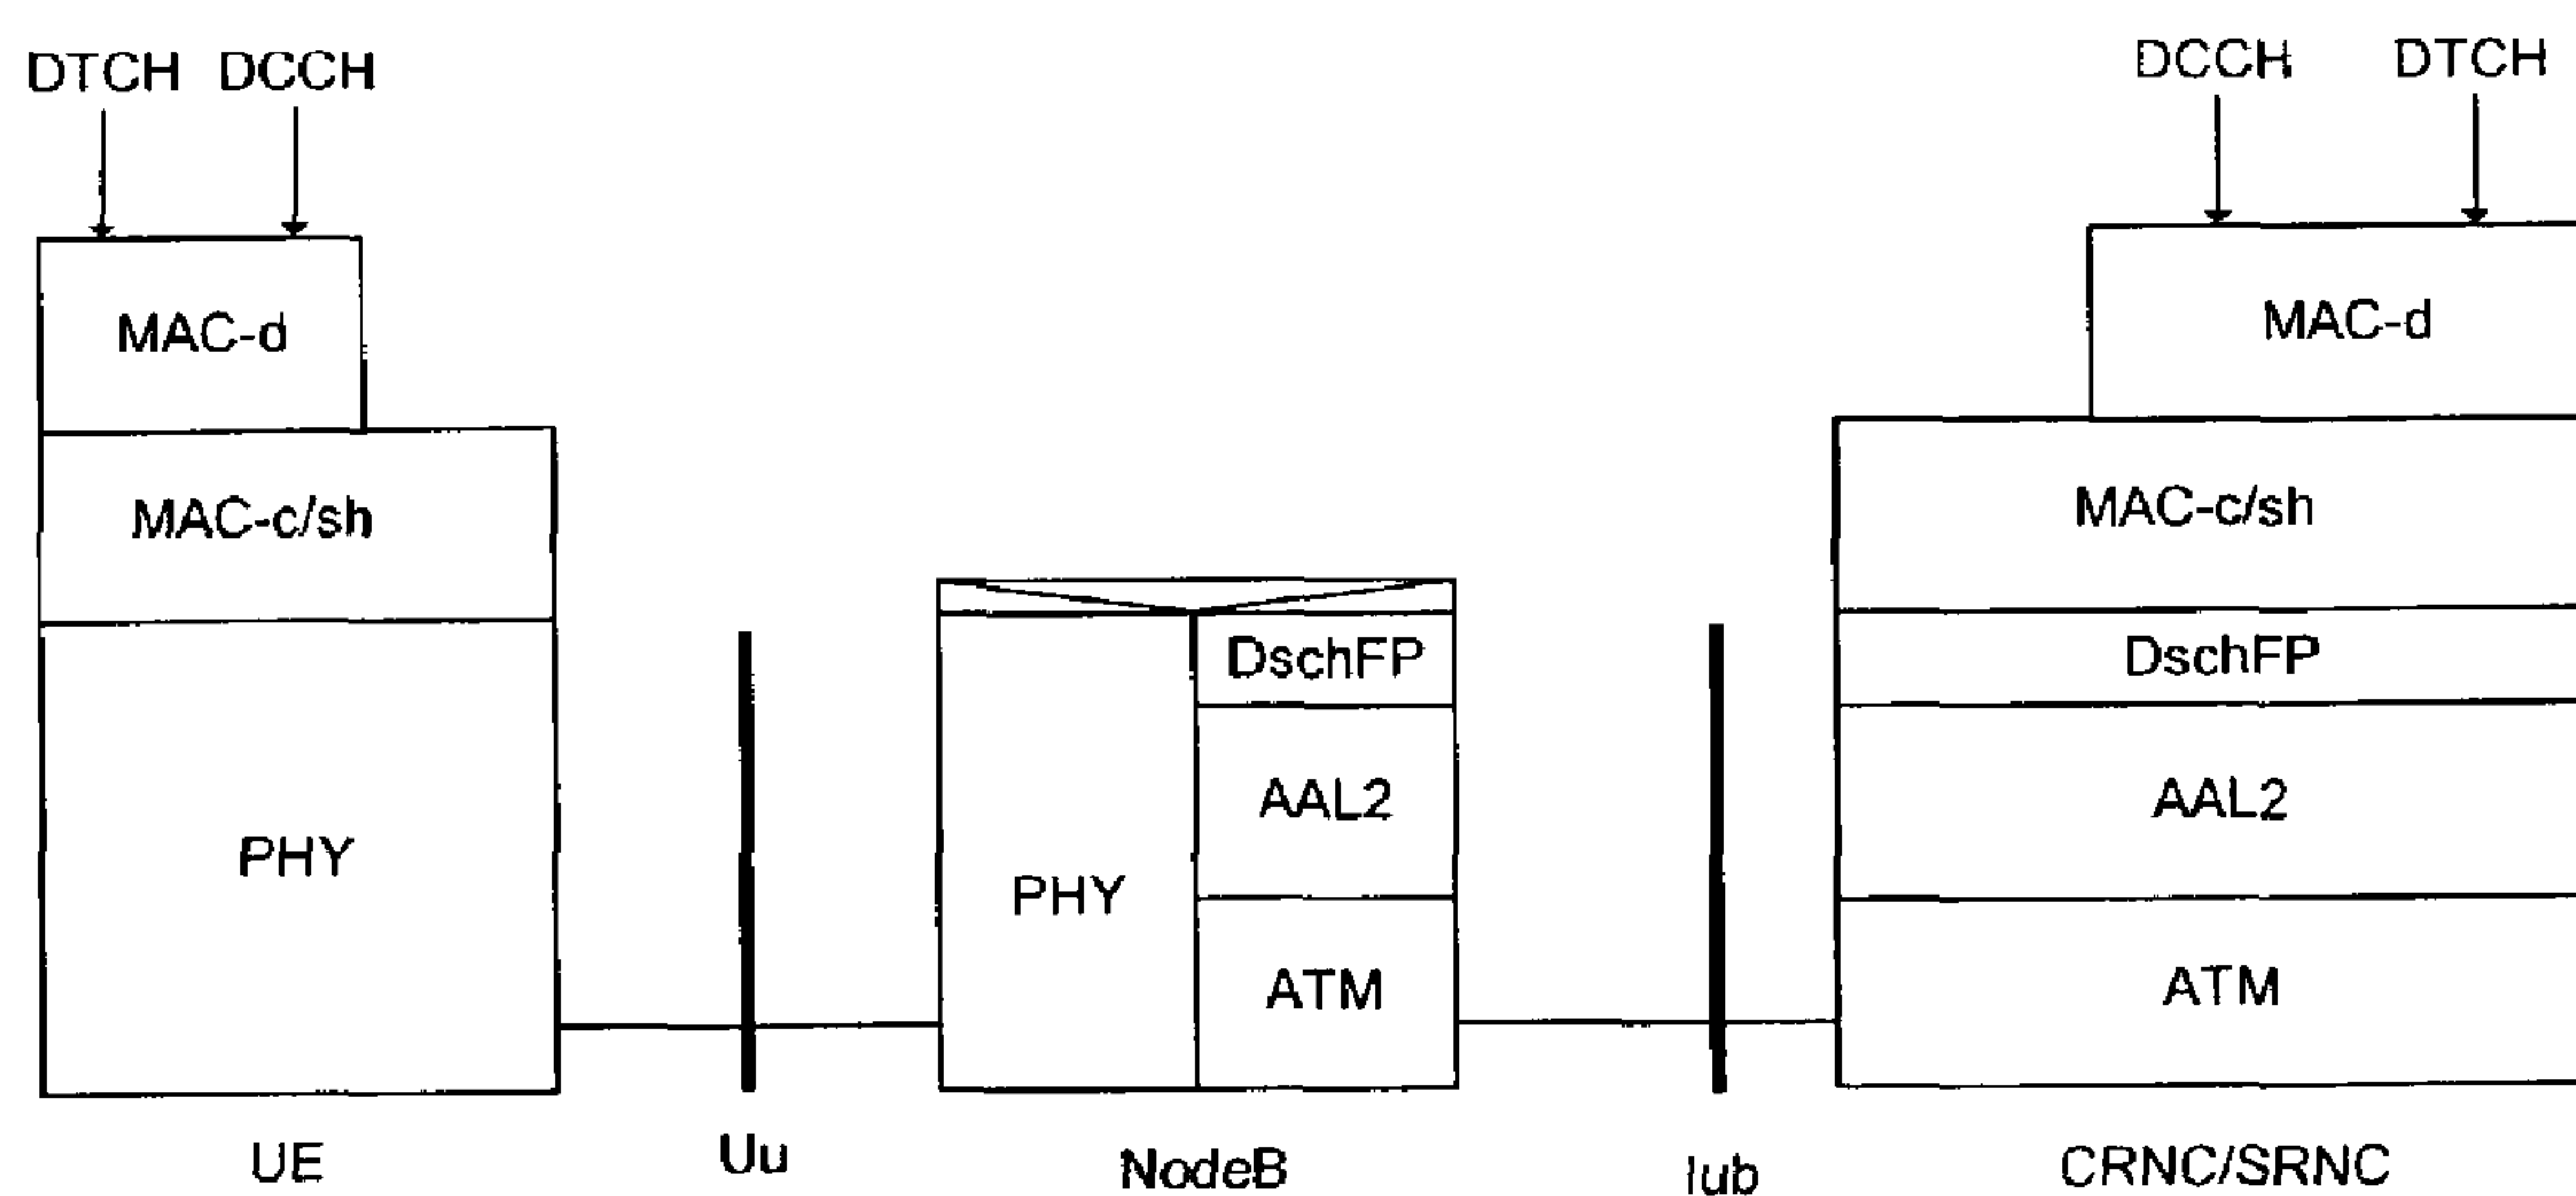 DTCH DCCH
DCCH DTCH
MAC-d
MAC-d
MAC-c/sh
MAC-c/sh
DschFP
DschFP
AAL2
AAL2
PHY
PHY
ATM
ATM
UE
Uu
NodeB
Iub
CRNC/SRNC